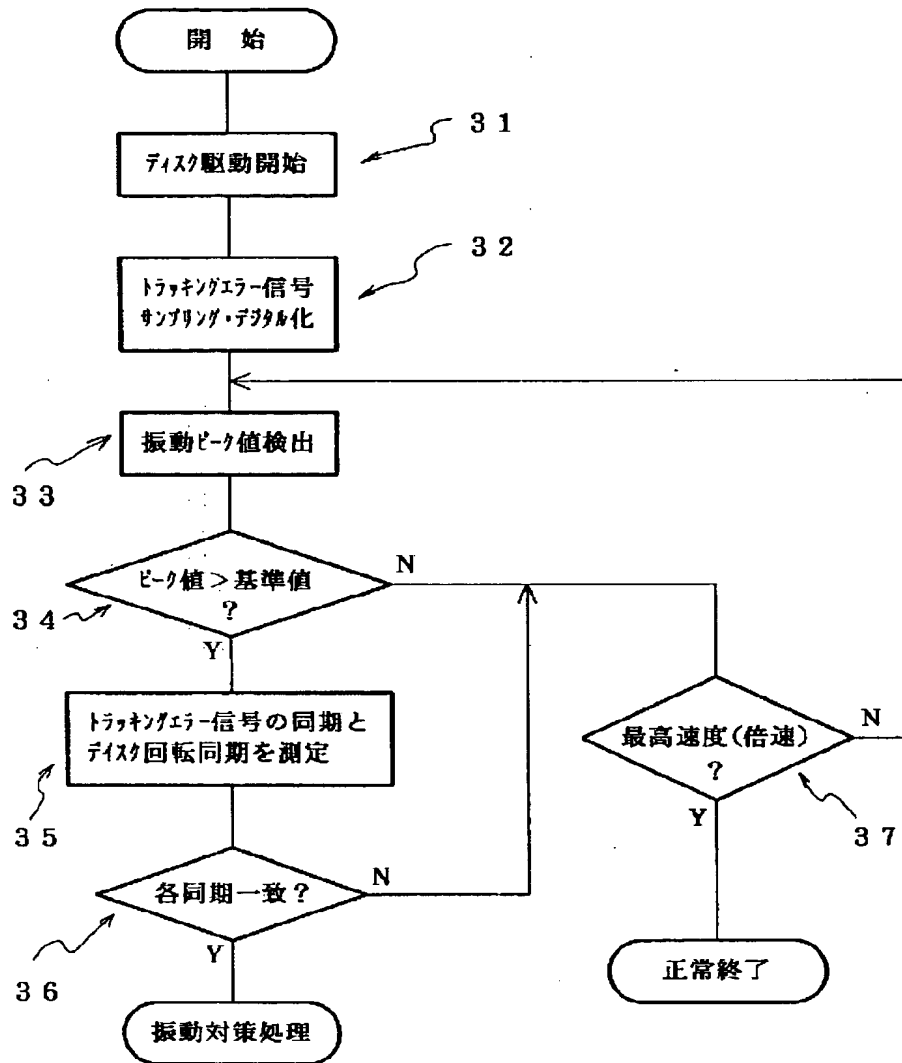 開 始
31
ディスク駆動開始
32
トラッキングエラー信号
サンプリング・デジタル化
振動ピーク値検出
33
ピーク値>基準値
?
N
34
Y
トラッキングエラー信号の同期と
ディスク回転同期を測定
最高速度(倍速)
?
N
35
Y
37
各同期一致?
N
36
Y
正常終了
振動対策処理